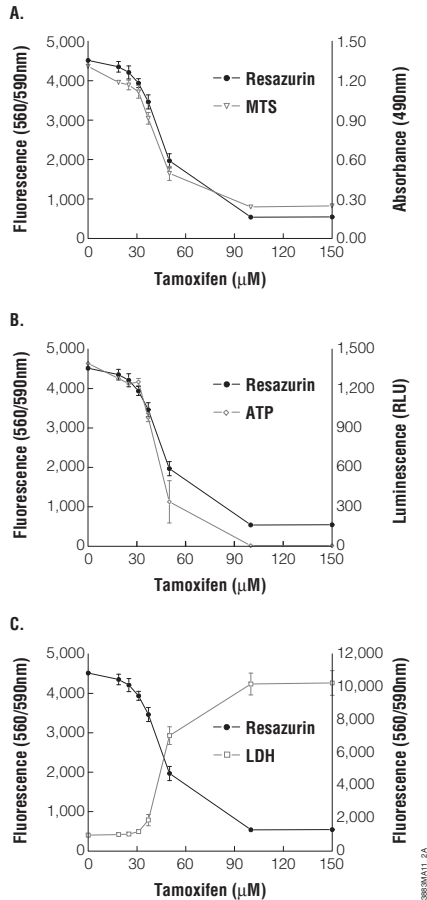 A.
Fluorescence (560/590nm)
5,000
4,000
3,000
2,000
1,000
0
1.50
1.20
0.90
0.60
0.30
0.00
Absorbance (490nm)
Resazurin
MTS
0 30 60 90 120 150
Tamoxifen (μM)
B.
Fluorescence (560/590nm)
5,000
4,000
3,000
2,000
1,000
0
1,500
1,200
900
600
300
0
Luminescence (RLU)
Resazurin
ATP
0 30 60 90 120 150
Tamoxifen (μM)
C.
Fluorescence (560/590nm)
5,000
4,000
3,000
2,000
1,000
0
12,000
10,000
8,000
6,000
4,000
2,000
0
Fluorescence (560/590nm)
Resazurin
LDH
0 30 60 90 120 150
Tamoxifen (μM)
3883MA11_2A